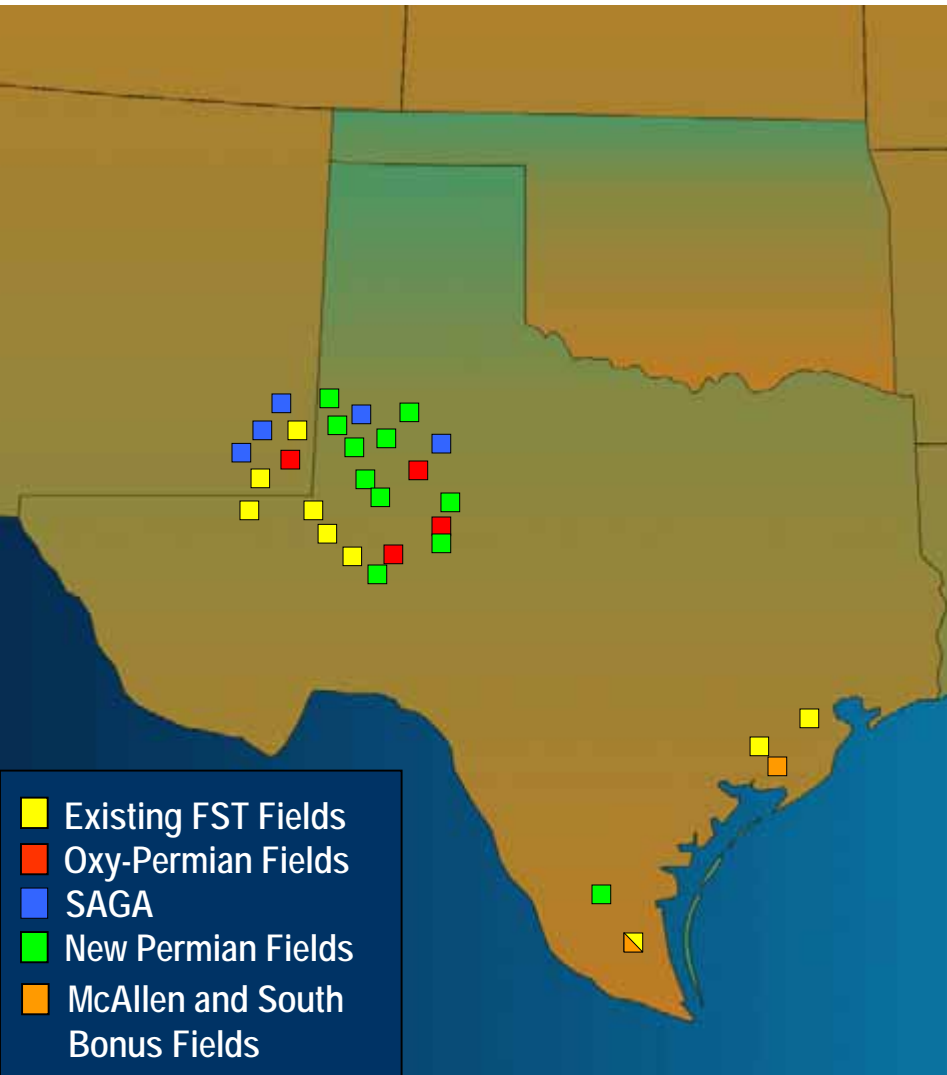 Existing FST Fields
Oxy-Permian Fields
SAGA
New Permian Fields
McAllen and South
Bonus Fields